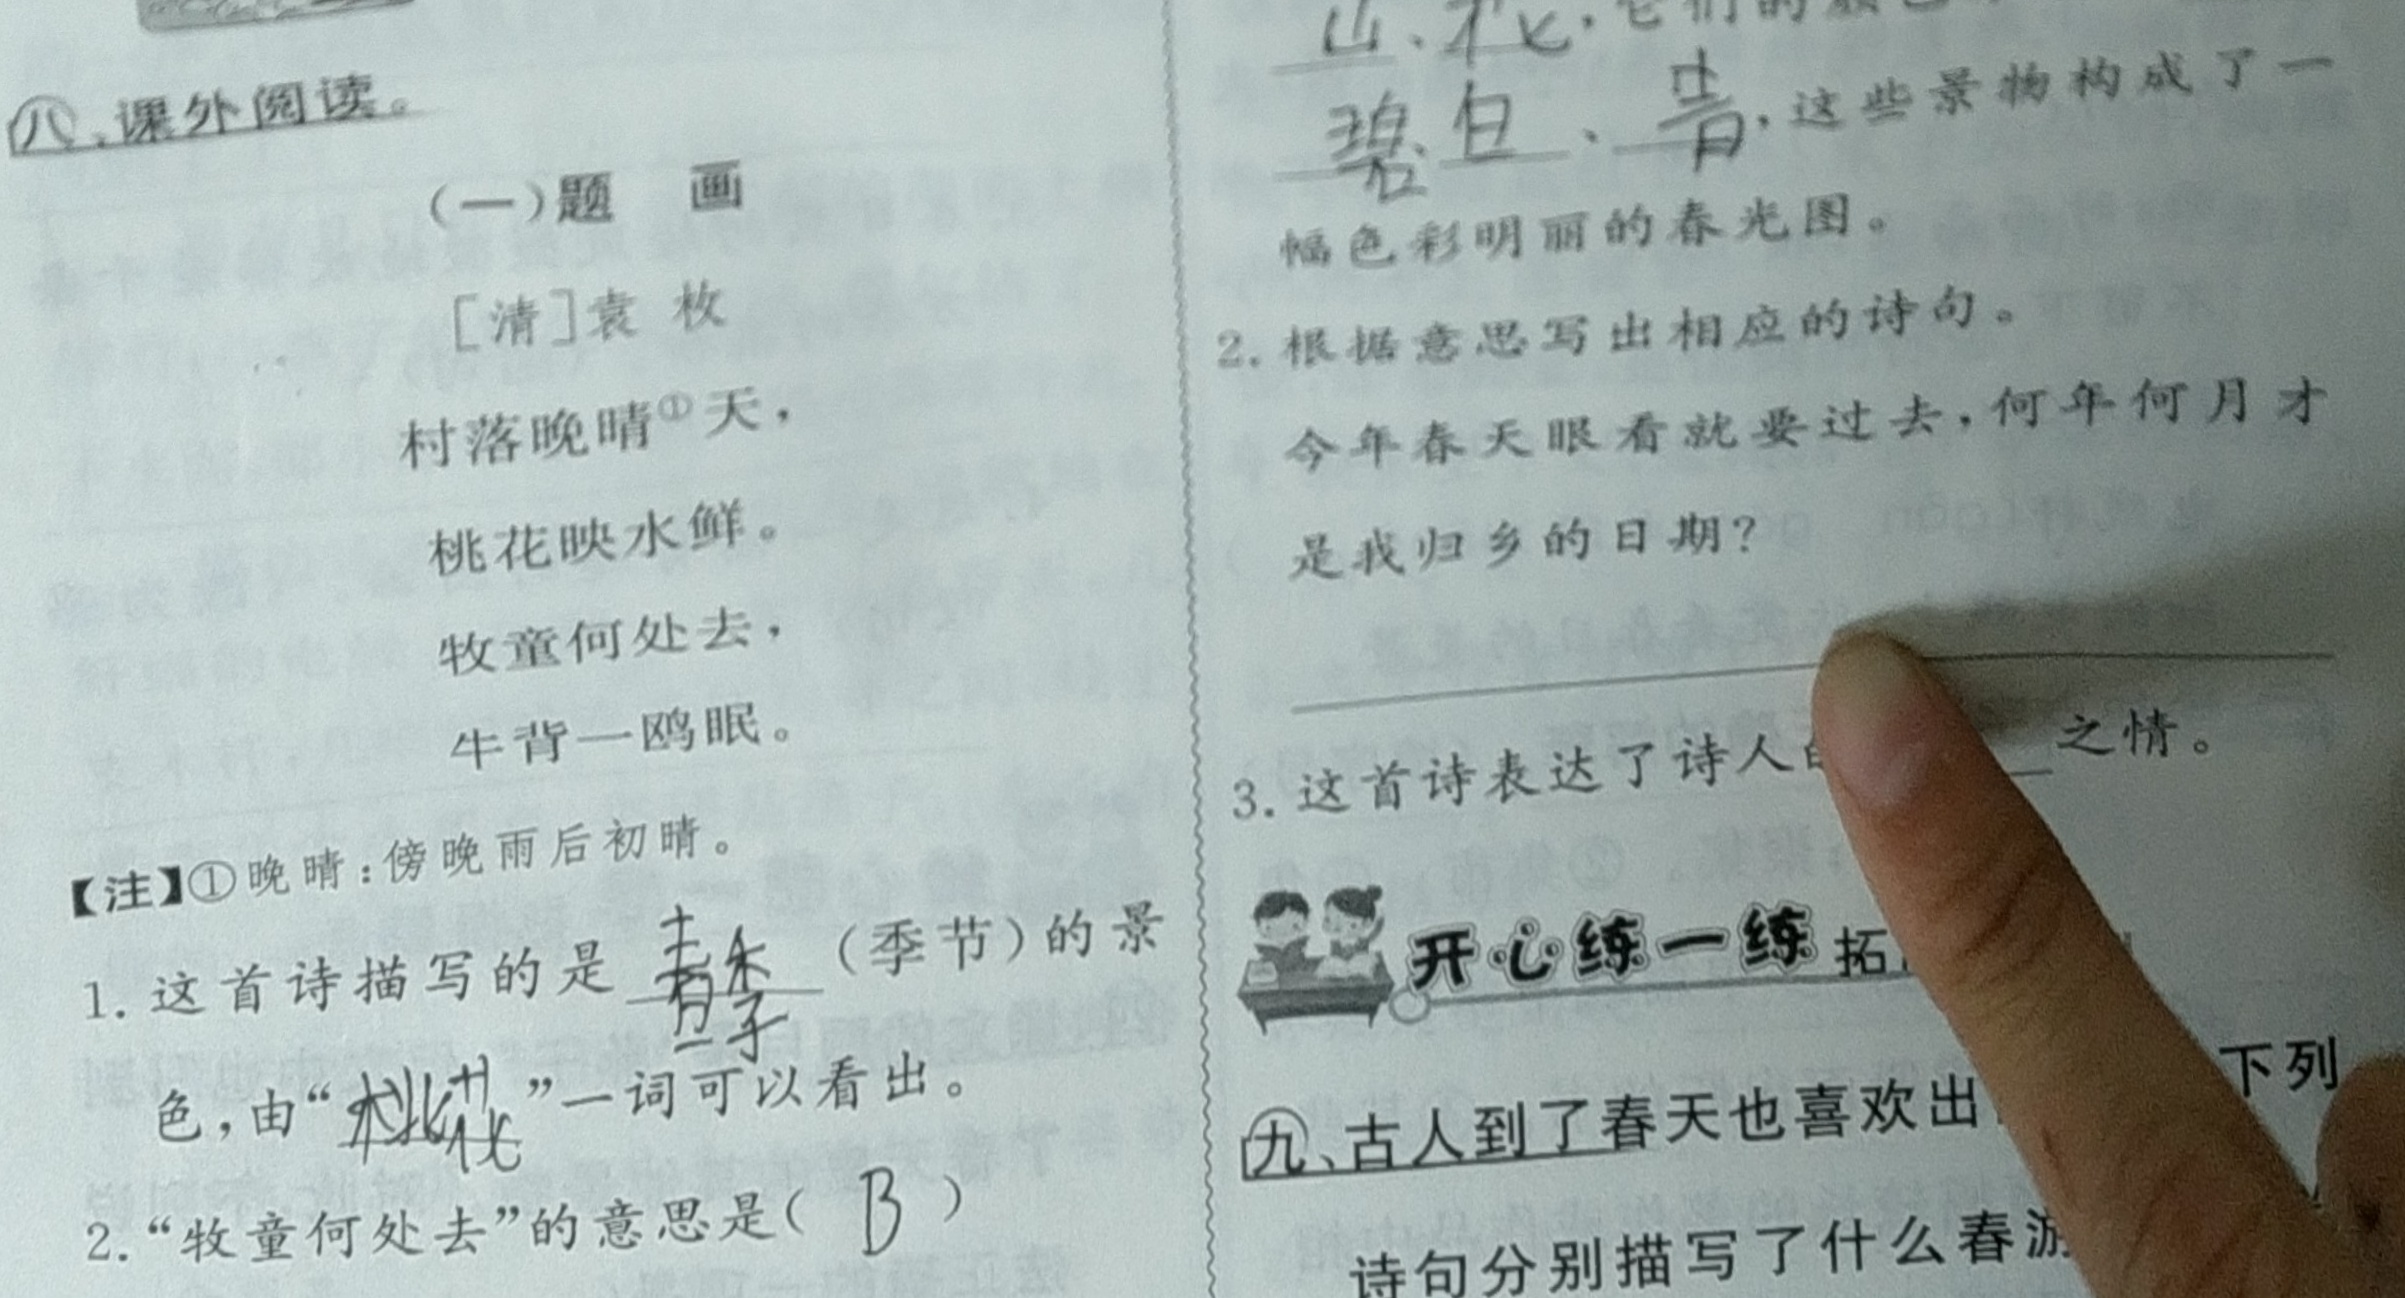 八、课外阅读。
(一)题 画
[清]袁 枚
村落晚晴①天，
桃花映水鲜。
牧童何处去，
牛背一鸥眠。
【注】①晚晴：傍晚雨后初晴。
1. 这首诗描写的是 春季 (季节)的景
色，由“桃花”一词可以看出。
2.“牧童何处去”的意思是( B )
山、花，它们的颜色
碧、白、青，这些景物构成了一
幅色彩明丽的春光图。
2. 根据意思写出相应的诗句。
今年春天眼看就要过去，何年何月才
是我归乡的日期？
3. 这首诗表达了诗人 之情。
开心练一练 拓
九、古人到了春天也喜欢出 下列
诗句分别描写了什么春游